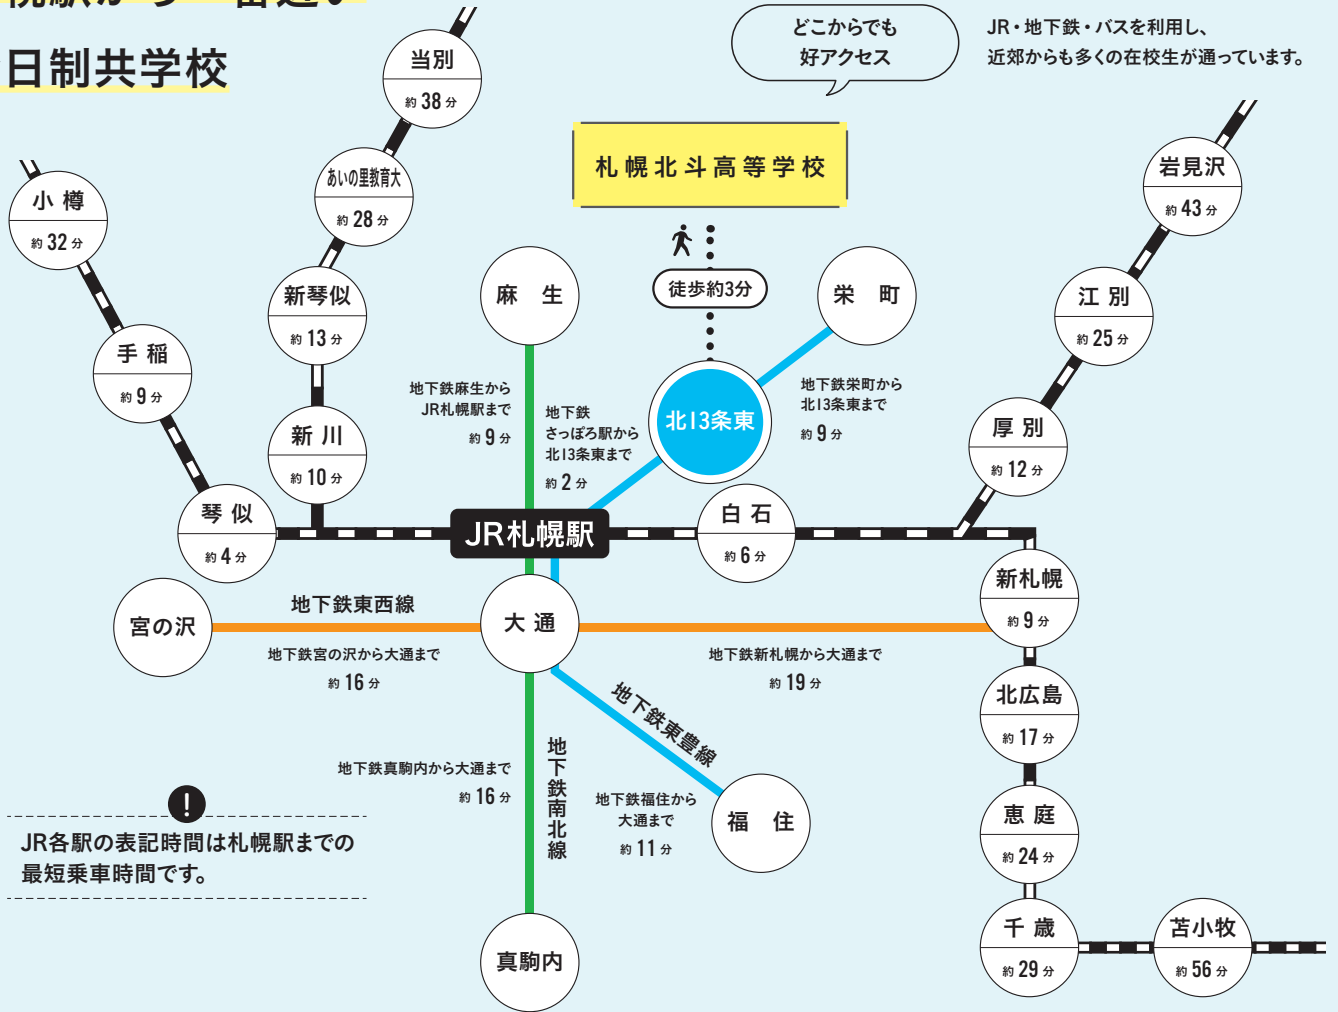 幌駅から一番近い
日制共学校
どこからでも
好アクセス
JR・地下鉄・バスを利用し、
近郊からも多くの在校生が通っています。
札幌北斗高等学校
徒歩約3分
当別
約38分
あいの里教育大
約28分
新琴似
約13分
新川
約10分
小樽
約32分
手稲
約9分
琴似
約4分
麻生
地下鉄麻生から
JR札幌駅まで
約9分
地下鉄
さっぽろ駅から
北13条東まで
約2分
北13条東
栄町
地下鉄栄町から
北13条東まで
約9分
岩見沢
約43分
江別
約25分
厚別
約12分
JR札幌駅
白石
約6分
宮の沢
地下鉄東西線
地下鉄宮の沢から大通まで
約16分
大通
地下鉄新札幌から大通まで
約19分
新札幌
約9分
北広島
約17分
恵庭
約24分
千歳
約29分
苫小牧
約56分
地下鉄真駒内から大通まで
約16分
地下鉄南北線
真駒内
地下鉄東豊線
地下鉄福住から
大通まで
約11分
福住
!
JR各駅の表記時間は札幌駅までの
最短乗車時間です。